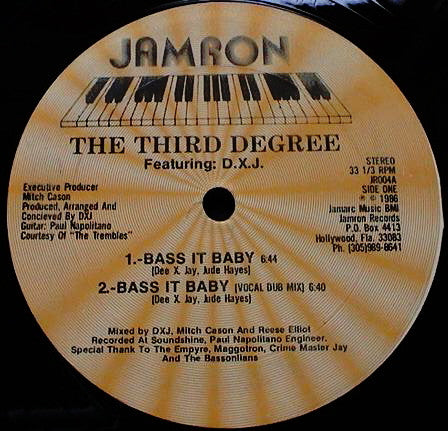 JAMRON
THE THIRD DEGREE
Featuring: D.X.J.
Executive Producer
Mitch Cason
Produced, Arranged And
Concieved By DXJ
Guitar: Paul Napolitano
Courtesy Of "The Trembles"
STEREO
33 1/3 RPM
JR004A
SIDE ONE
℗ © 1986
Jamarc Music BMI
Jamron Records
P.O. Box 4413
Hollywood, Fla. 33083
Ph. (305)989-8641
1.-BASS IT BABY 6:44
(Dee X. Jay, Jude Hayes)
2.-BASS IT BABY (VOCAL DUB MIX) 6:40
(Dee X. Jay, Jude Hayes)
Mixed by DXJ, Mitch Cason And Reese Elliot
Recorded At Soundshine, Paul Napolitano Engineer.
Special Thank To The Empyre, Maggotron, Crime Master Jay
And The Bassonlians